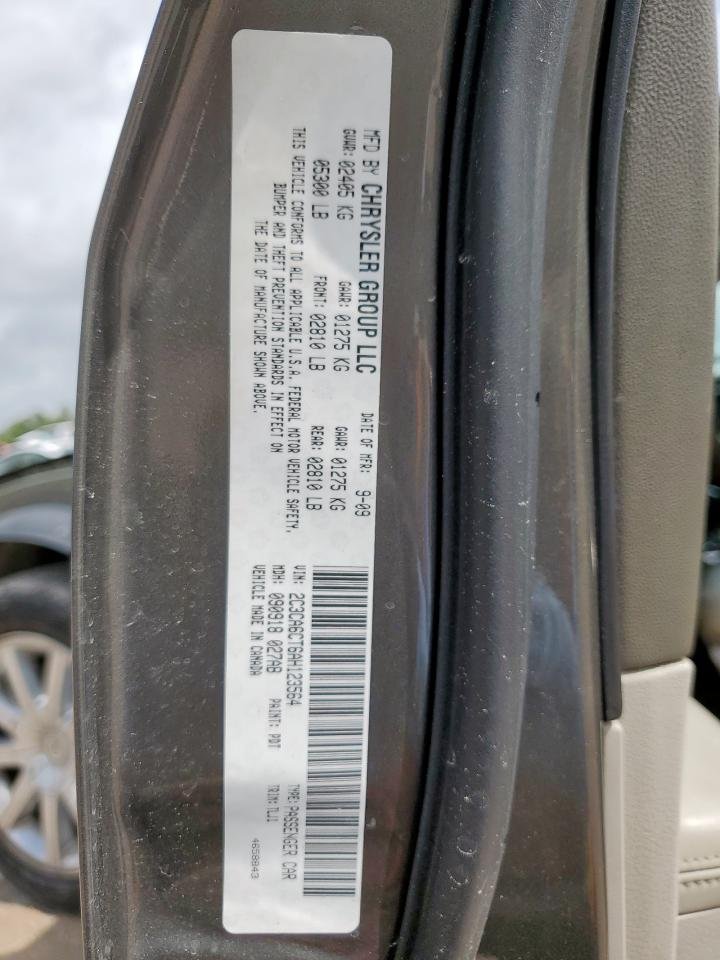 MFD BY CHRYSLER GROUP LLC DATE OF MFR: 9-09
GVWR: 02405 KG GAWR: 01275 KG GAWR: 01275 KG
05300 LB FRONT: 02810 LB REAR: 02810 LB
THIS VEHICLE CONFORMS TO ALL APPLICABLE U.S.A. FEDERAL MOTOR VEHICLE SAFETY,
BUMPER AND THEFT PREVENTION STANDARDS IN EFFECT ON
THE DATE OF MANUFACTURE SHOWN ABOVE.
VIN: 2C3CA6CT6AH123564 TYPE: PASSENGER CAR
MDH: 090918 027AB PAINT: PDT TRIM: TLJ1
VEHICLE MADE IN CANADA 4658843